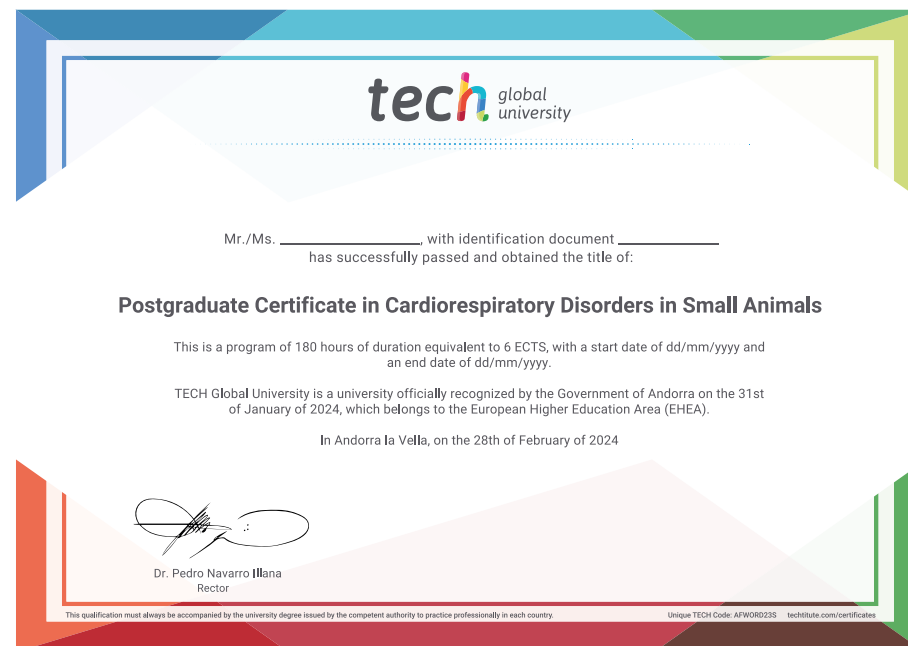 tech global university
Mr./Ms. ________________, with identification document ____________
has successfully passed and obtained the title of:
Postgraduate Certificate in Cardiorespiratory Disorders in Small Animals
This is a program of 180 hours of duration equivalent to 6 ECTS, with a start date of dd/mm/yyyy and
an end date of dd/mm/yyyy.
TECH Global University is a university officially recognized by the Government of Andorra on the 31st
of January of 2024, which belongs to the European Higher Education Area (EHEA).
In Andorra la Vella, on the 28th of February of 2024
Dr. Pedro Navarro Illana
Rector
This qualification must always be accompanied by the university degree issued by the competent authority to practice professionally in each country. Unique TECH Code: AFWORD23S techtitute.com/certificates